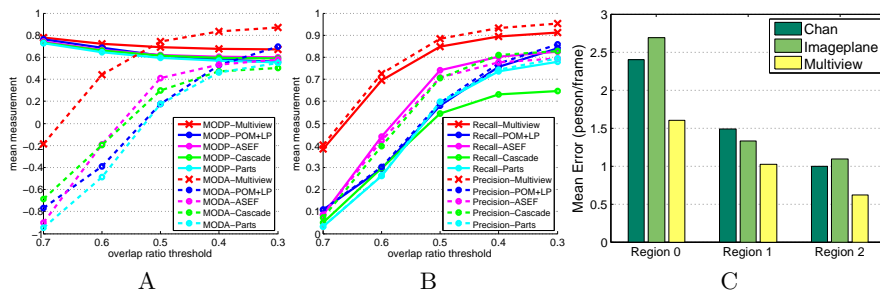 1
0.8
0.6
0.4
0.2
0
−0.2
−0.4
−0.6
−0.8
−1
mean measurement
0.7
0.6
0.5
0.4
0.3
overlap ratio threshold
MODP−Multiview
MODP−POM+LP
MODP−ASEF
MODP−Cascade
MODP−Parts
MODA−Multiview
MODA−POM+LP
MODA−ASEF
MODA−Cascade
MODA−Parts
A
1
0.9
0.8
0.7
0.6
0.5
0.4
0.3
0.2
0.1
0
mean measurement
0.7
0.6
0.5
0.4
0.3
overlap ratio threshold
Recall−Multiview
Recall−POM+LP
Recall−ASEF
Recall−Cascade
Recall−Parts
Precision−Multiview
Precision−POM+LP
Precision−ASEF
Precision−Cascade
Precision−Parts
B
3
2.5
2
1.5
1
0.5
0
Mean Error (person/frame)
Chan
Imageplane
Multiview
Region 0
Region 1
Region 2
C